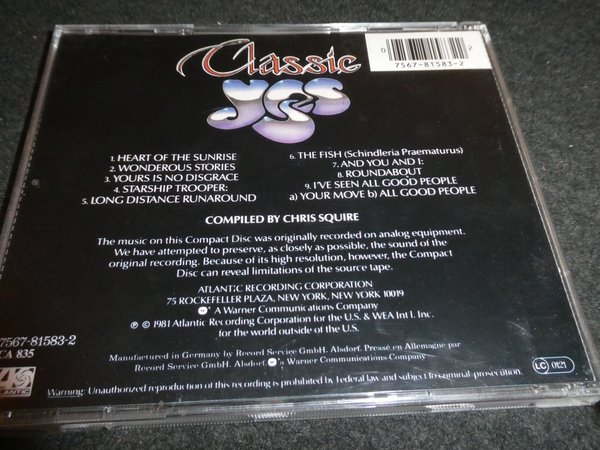 Classic
YES
0 7567-81583-2 2
1. HEART OF THE SUNRISE
2. WONDEROUS STORIES
3. YOURS IS NO DISGRACE
4. STARSHIP TROOPER:
5. LONG DISTANCE RUNAROUND
6. THE FISH (Schindleria Praematurus)
7. AND YOU AND I:
8. ROUNDABOUT
9. I'VE SEEN ALL GOOD PEOPLE
a) YOUR MOVE b) ALL GOOD PEOPLE
COMPILED BY CHRIS SQUIRE
The music on this Compact Disc was originally recorded on analog equipment.
We have attempted to preserve, as closely as possible, the sound of the
original recording. Because of its high resolution, however, the Compact
Disc can reveal limitations of the source tape.
ATLANTIC RECORDING CORPORATION
75 ROCKEFELLER PLAZA, NEW YORK, NEW YORK 10019
A Warner Communications Company
℗ © 1981 Atlantic Recording Corporation for the U.S. & WEA Int'l. Inc.
for the world outside of the U.S.
7567-81583-2
CA 835
Manufactured in Germany by Record Service GmbH. Alsdorf. Pressé en Allemagne par
Record Service GmbH. Alsdorf. A Warner Communications Company
ATLANTIC
LC 0121
Warning: Unauthorized reproduction of this recording is prohibited by Federal law and subject to criminal prosecution.